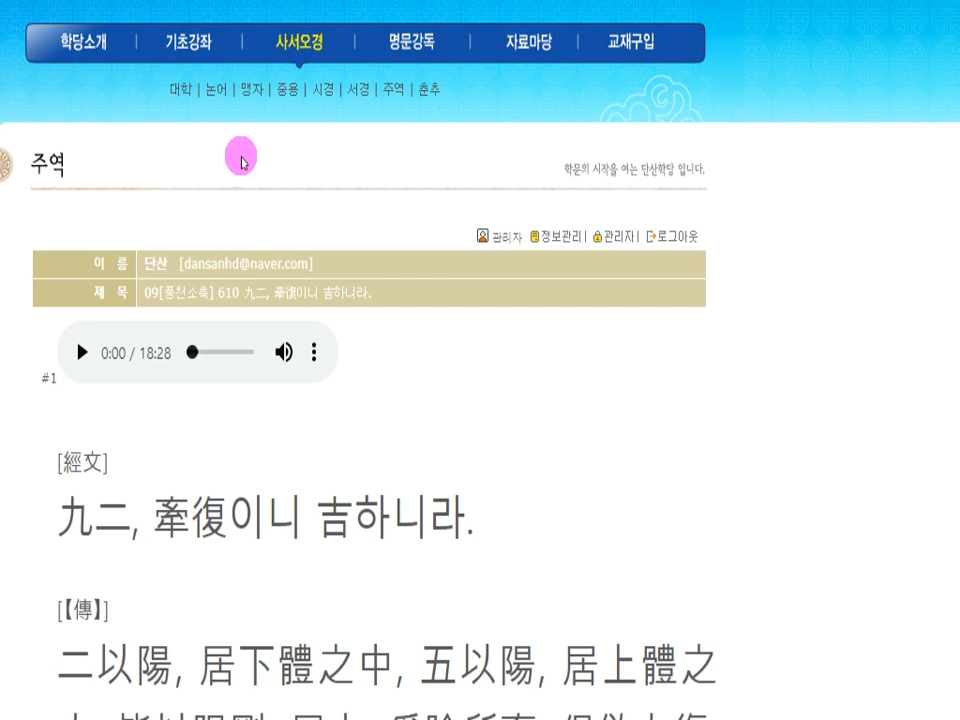 학당소개 | 기초강좌 | 사서오경 | 명문강독 | 자료마당 | 교재구입
대학 | 논어 | 맹자 | 중용 | 시경 | 서경 | 주역 | 춘추
주역
학문의 시작을 여는 단산학당 입니다.
관리자 정보관리 | 관리자 | 로그아웃
이 름 단산 [dansanhd@naver.com]
제 목 09[풍천소축] 610 九二, 牽復이니 吉하니라.
0:00 / 18:28
#1
[經文]
九二, 牽復이니 吉하니라.
[【傳】]
二以陽, 居下體之中, 五以陽, 居上體之